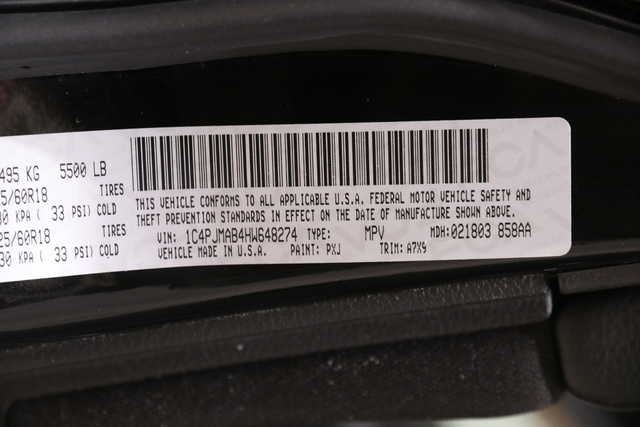 495 KG 5500 LB
5/60R18 TIRES
30 KPA ( 33 PSI) COLD
25/60R18 TIRES
30 KPA ( 33 PSI) COLD
THIS VEHICLE CONFORMS TO ALL APPLICABLE U.S.A. FEDERAL MOTOR VEHICLE SAFETY AND
THEFT PREVENTION STANDARDS IN EFFECT ON THE DATE OF MANUFACTURE SHOWN ABOVE.
VIN: 1C4PJMAB4HW648274 TYPE: MPV MDH:021803 858AA
VEHICLE MADE IN U.S.A. PAINT: PXJ TRIM: A7X9